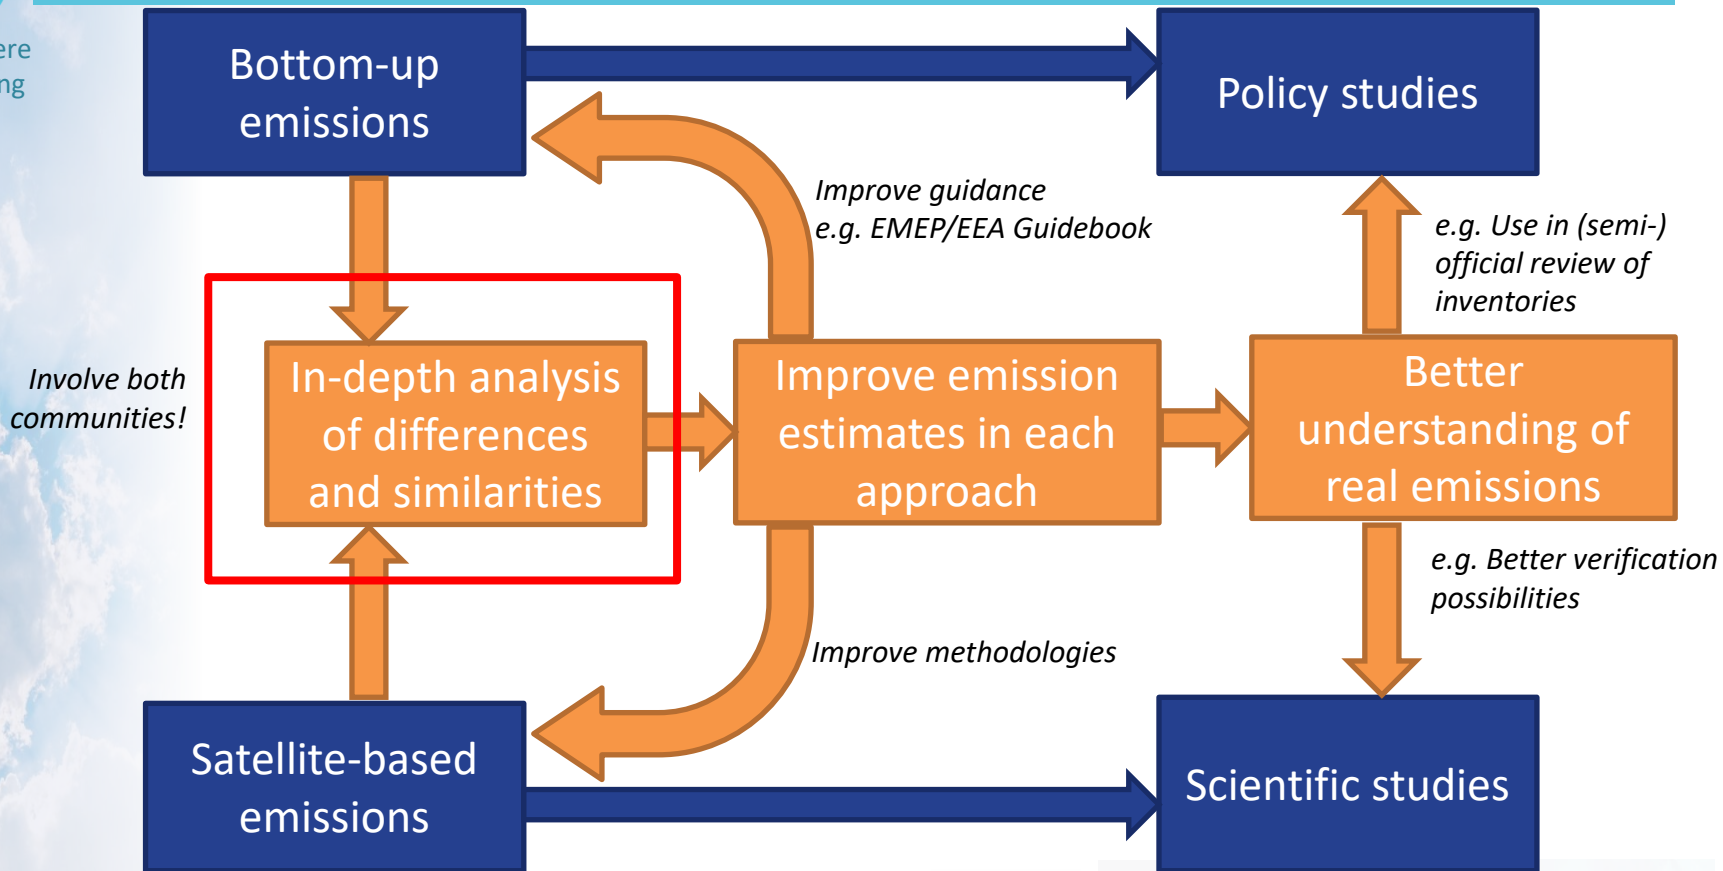 Bottom-up
emissions
Policy studies
Improve guidance
e.g. EMEP/EEA Guidebook
e.g. Use in (semi-)
official review of
inventories
Involve both
communities!
In-depth analysis
of differences
and similarities
Improve emission
estimates in each
approach
Better
understanding of
real emissions
e.g. Better verification
possibilities
Improve methodologies
Satellite-based
emissions
Scientific studies